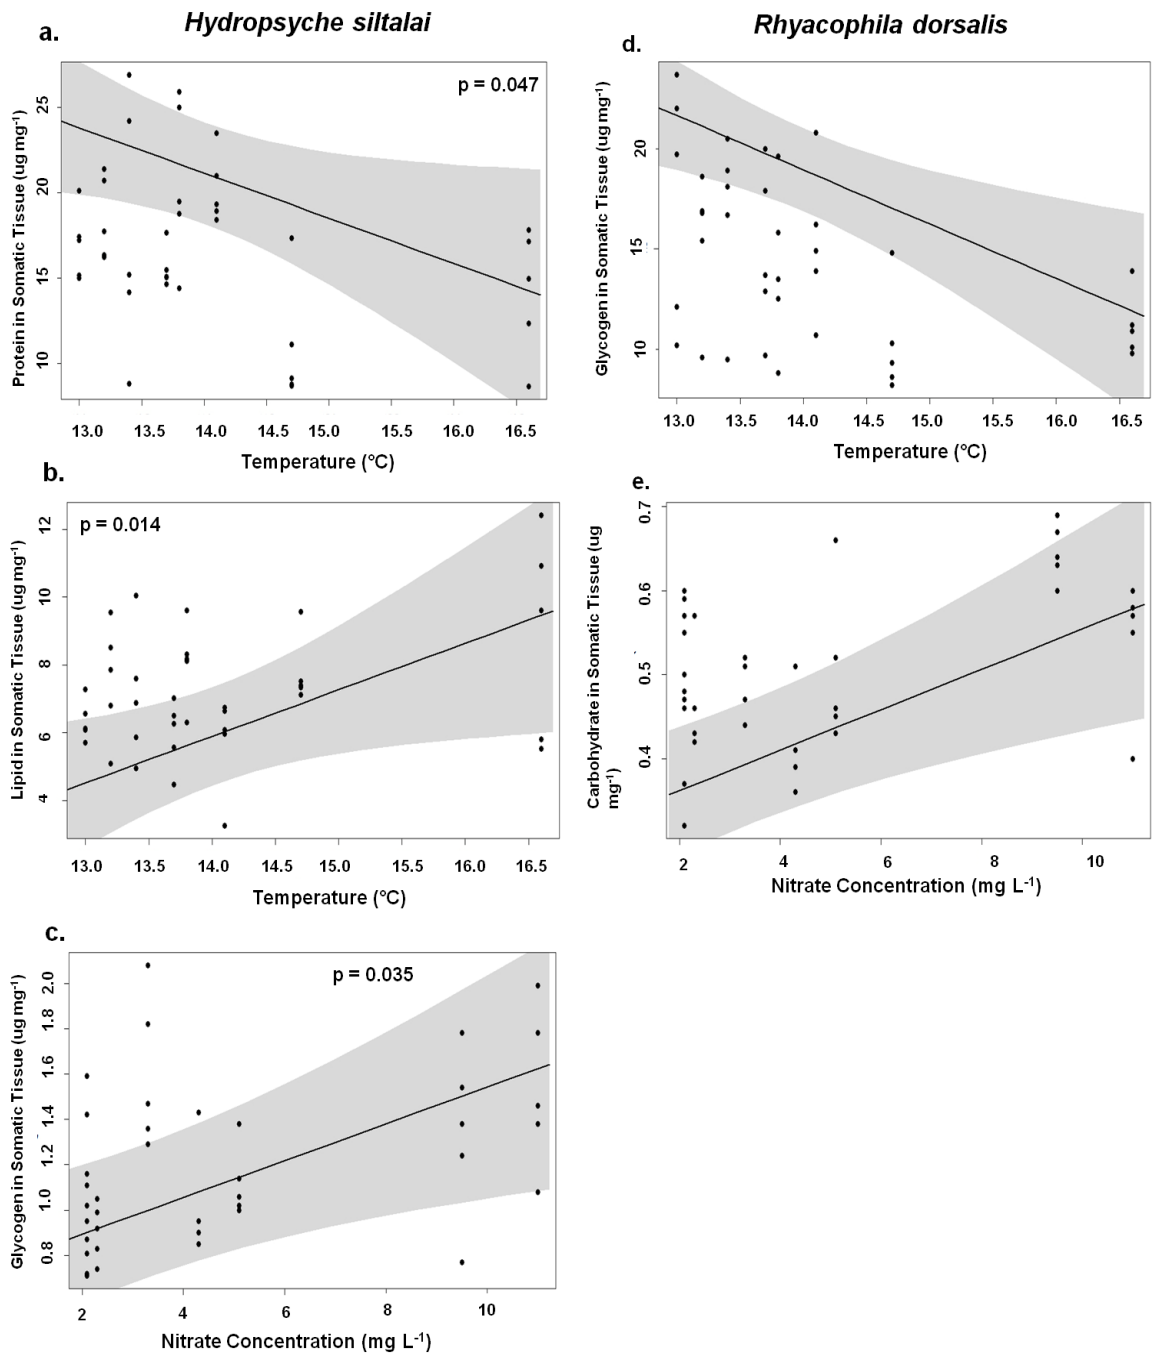 Hydropsyche siltalai
Rhyacophila dorsalis
a.
p = 0.047
Protein in Somatic Tissue (ug mg-1)
25
20
15
10
13.0 13.5 14.0 14.5 15.0 15.5 16.0 16.5
Temperature (°C)
d.
Glycogen in Somatic Tissue (ug mg-1)
20
15
10
13.0 13.5 14.0 14.5 15.0 15.5 16.0 16.5
Temperature (°C)
b.
p = 0.014
Lipid in Somatic Tissue (ug mg-1)
12
10
8
6
4
13.0 13.5 14.0 14.5 15.0 15.5 16.0 16.5
Temperature (°C)
e.
Carbohydrate in Somatic Tissue (ug
mg-1)
0.7
0.6
0.5
0.4
2 4 6 8 10
Nitrate Concentration (mg L-1)
c.
p = 0.035
Glycogen in Somatic Tissue (ug mg-1)
2.0
1.8
1.6
1.4
1.2
1.0
0.8
2 4 6 8 10
Nitrate Concentration (mg L-1)